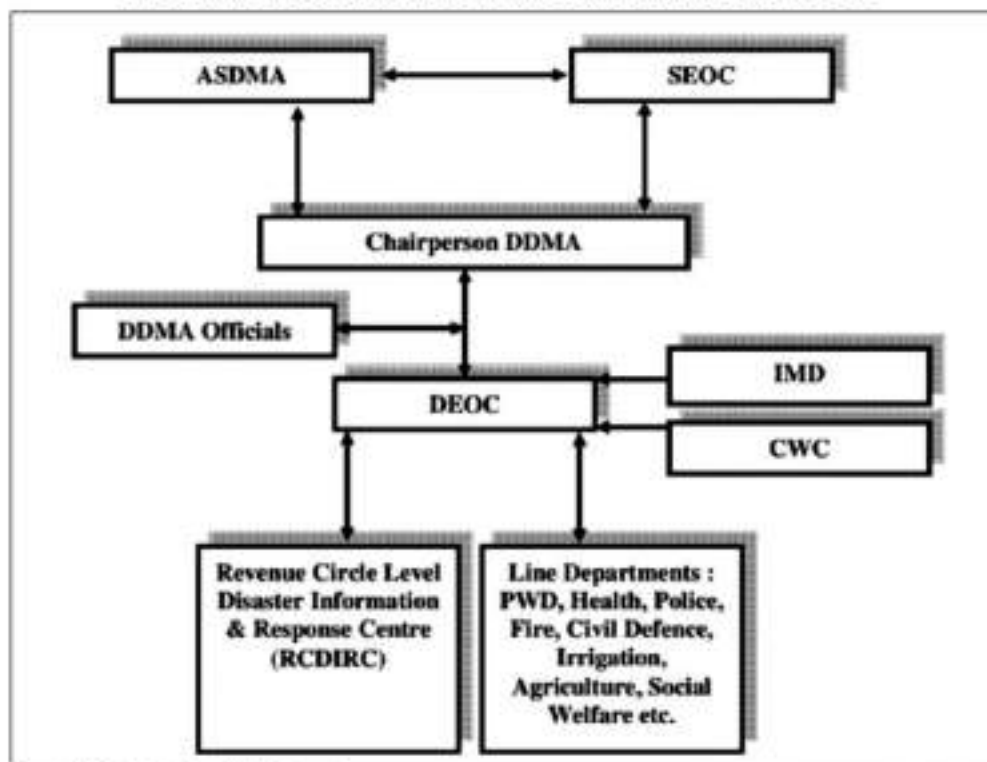 ASDMA
SEOC
Chairperson DDMA
DDMA Officials
IMD
DEOC
CWC
Revenue Circle Level
Disaster Information
& Response Centre
(RCDIRC)
Line Departments :
PWD, Health, Police,
Fire, Civil Defence,
Irrigation,
Agriculture, Social
Welfare etc.